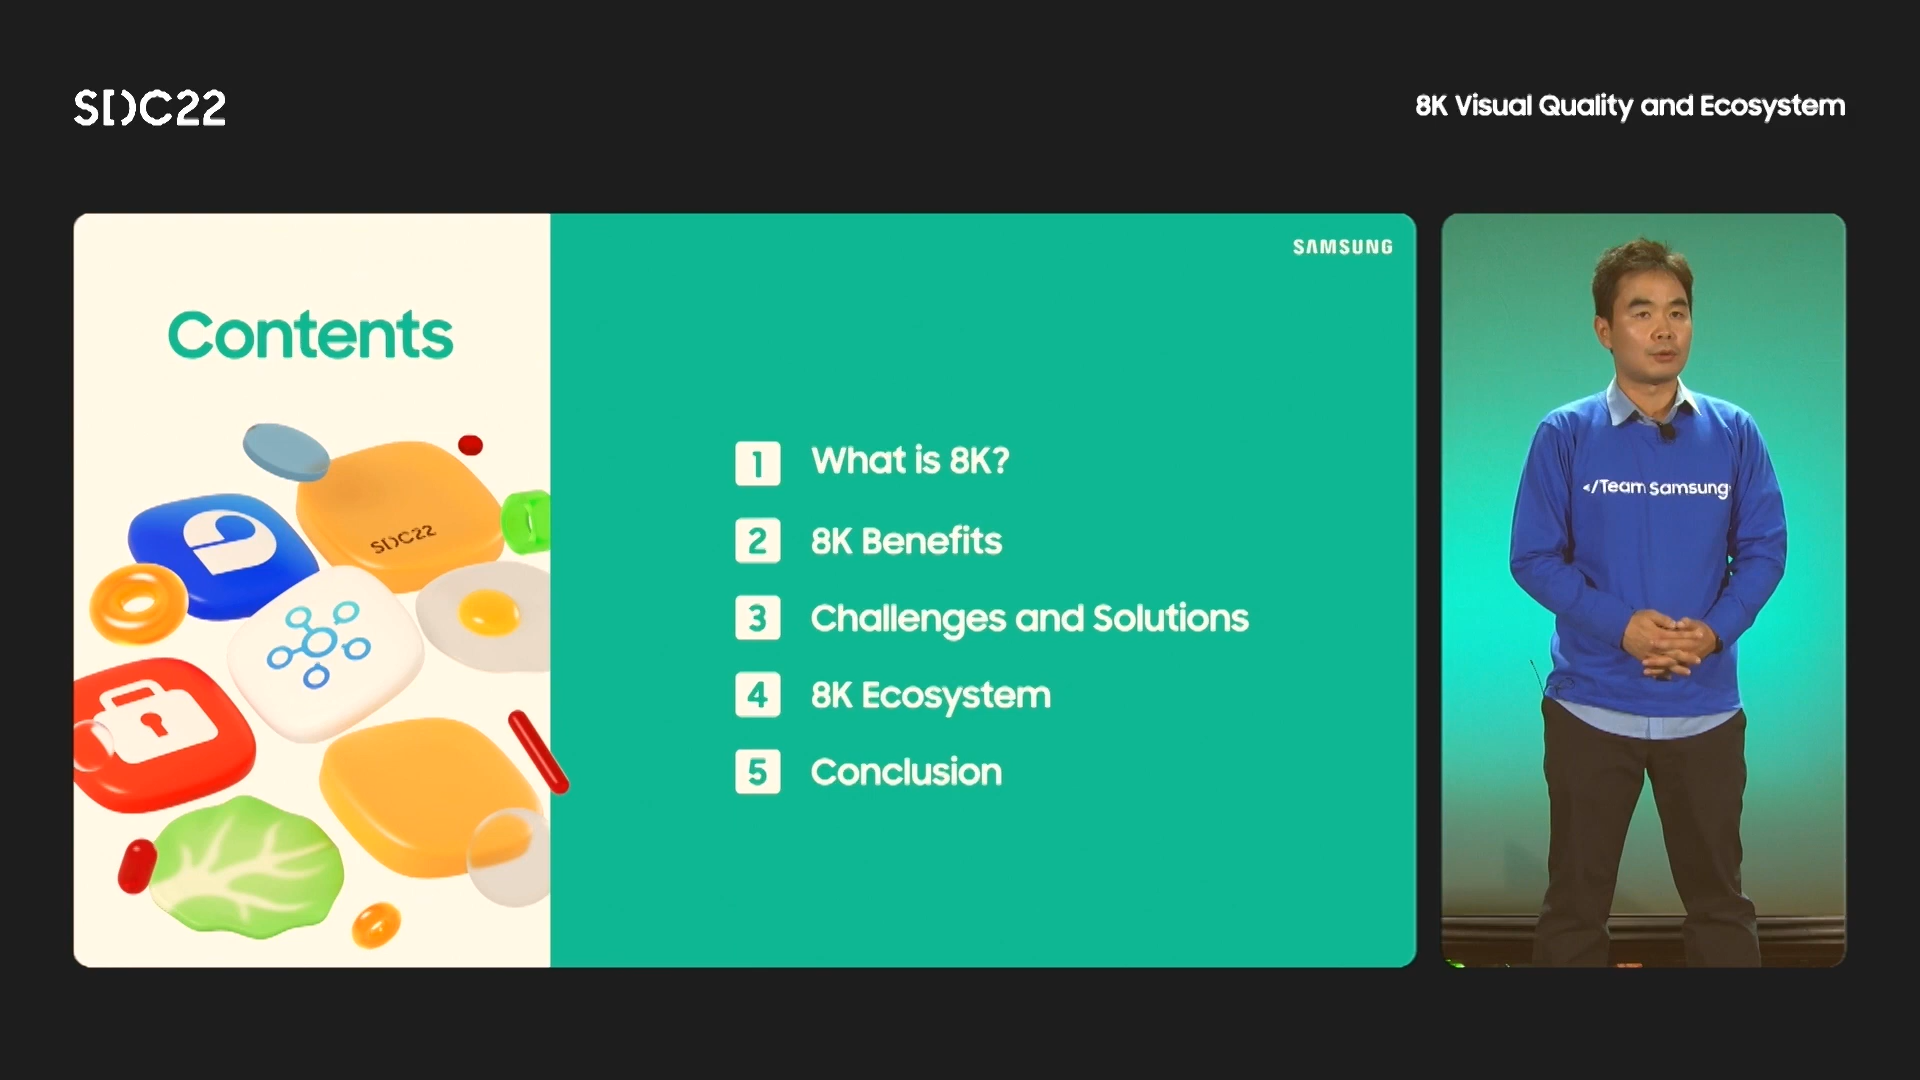 SDC22
8K Visual Quality and Ecosystem
SAMSUNG
Contents
SDC22
1 What is 8K?
2 8K Benefits
3 Challenges and Solutions
4 8K Ecosystem
5 Conclusion
</Team Samsung